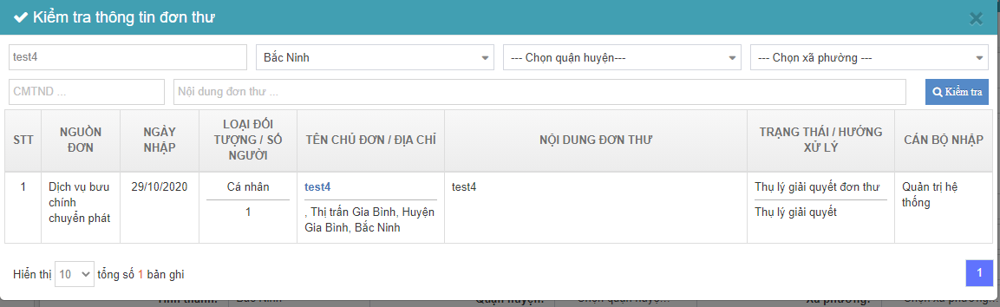 Kiểm tra thông tin đơn thư
test4
Bắc Ninh
--- Chọn quận huyện---
--- Chọn xã phường ---
CMTND ...
Nội dung đơn thư ...
Kiểm tra
STT
NGUỒN ĐƠN
NGÀY NHẬP
LOẠI ĐỐI TƯỢNG / SỐ NGƯỜI
TÊN CHỦ ĐƠN / ĐỊA CHỈ
NỘI DUNG ĐƠN THƯ
TRẠNG THÁI / HƯỚNG XỬ LÝ
CÁN BỘ NHẬP
1
Dịch vụ bưu chính chuyển phát
29/10/2020
Cá nhân
1
test4
, Thị trấn Gia Bình, Huyện Gia Bình, Bắc Ninh
test4
Thụ lý giải quyết đơn thư
Thụ lý giải quyết
Quản trị hệ thống
Hiển thị 10 tổng số 1 bản ghi
1